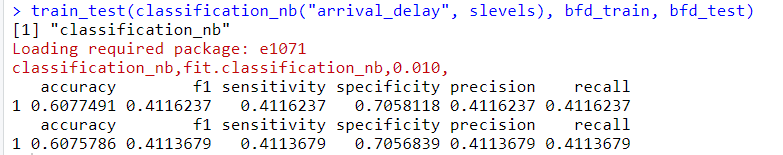 > train_test(classification_nb("arrival_delay", slevels), bfd_train, bfd_test)
[1] "classification_nb"
Loading required package: e1071
classification_nb,fit.classification_nb,0.010,
   accuracy        f1 sensitivity specificity precision    recall
1 0.6077491 0.4116237   0.4116237   0.7058118 0.4116237 0.4116237
   accuracy        f1 sensitivity specificity precision    recall
1 0.6075786 0.4113679   0.4113679   0.7056839 0.4113679 0.4113679